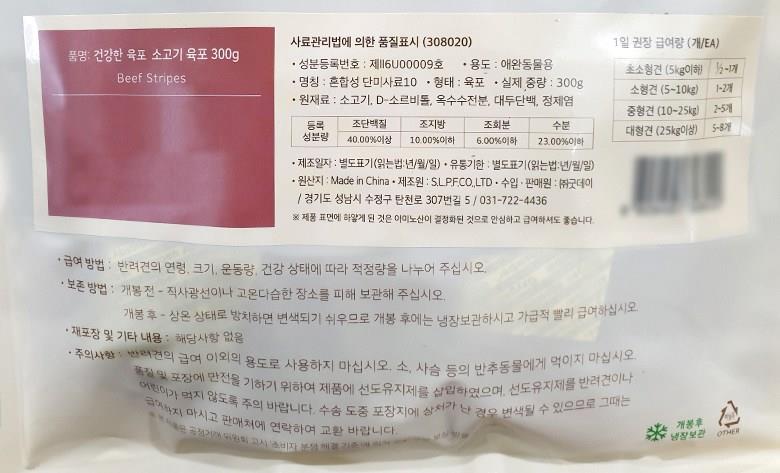 품명: 건강한 육포 소고기 육포 300g
Beef Stripes
사료관리법에 의한 품질표시 (308020)
• 성분등록번호 : 제II6U00009호 • 용도 : 애완동물용
• 명칭 : 혼합성 단미사료10 • 형태 : 육포 • 실제 중량 : 300g
• 원재료 : 소고기, D-소르비톨, 옥수수전분, 대두단백, 정제염
등록 성분량 조단백질 조지방 조회분 수분
40.00%이상 10.00%이하 6.00%이하 23.00%이하
• 제조일자 : 별도표기(읽는법:년/월/일) • 유통기한 : 별도표기(읽는법:년/월/일)
• 원산지 : Made in China • 제조원 : S.L.P.F.CO.,LTD • 수입 · 판매원 : ㈜굿데이
/ 경기도 성남시 수정구 탄천로 307번길 5 / 031-722-4436
※ 제품 표면에 하얗게 된 것은 아미노산이 결정화된 것으로 안심하고 급여하셔도 좋습니다.
1일 권장 급여량 (개/EA)
초소형견 (5kg이하) ½~1개
소형견 (5~10kg) 1~2개
중형견 (10~25kg) 2~5개
대형견 (25kg이상) 5~8개
• 급여 방법 : 반려견의 연령, 크기, 운동량, 건강 상태에 따라 적정량을 나누어 주십시오.
• 보존 방법 : 개봉 전 - 직사광선이나 고온다습한 장소를 피해 보관해 주십시오.
개봉 후 - 상온 상태로 방치하면 변색되기 쉬우므로 개봉 후에는 냉장보관하시고 가급적 빨리 급여하십시오.
• 재포장 및 기타 내용 : 해당사항 없음
• 주의사항 : 반려견의 급여 이외의 용도로 사용하지 마십시오. 소, 사슴 등의 반추동물에게 먹이지 마십시오.
품질 및 포장에 만전을 기하기 위하여 제품에 선도유지제를 삽입하였으며, 선도유지제를 반려견이나
어린이가 먹지 않도록 주의 바랍니다. 수송 도중 포장지에 상처가 난 경우 변색될 수 있으므로 그때는
급여하지 마시고 판매처에 연락하여 교환 바랍니다.
공정거래 위원회 고시 소비자 분쟁 해결
개봉후
냉장보관
OTHER